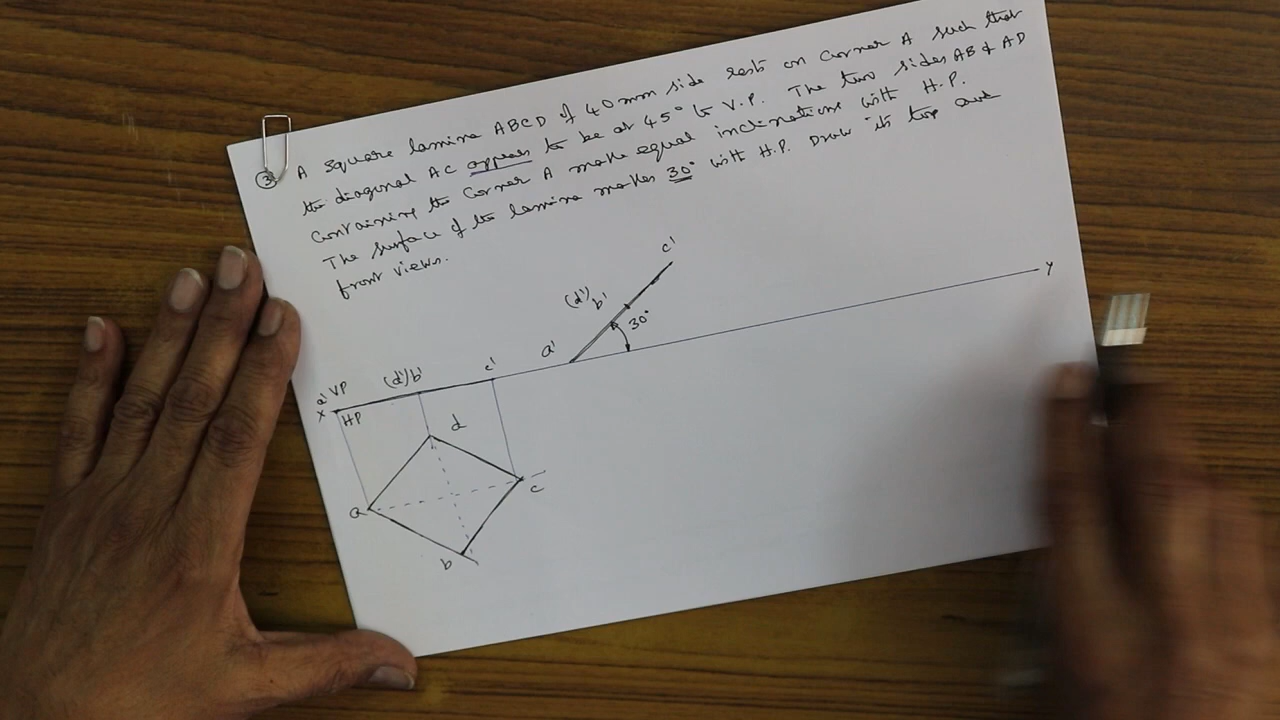 ③ A square lamina ABCD of 40mm side rests on corner A such that
the diagonal AC appears to be at 45° to V.P. The two sides AB & AD
containing the corner A make equal inclinations with H.P.
The surface of the lamina makes 30° with H.P. Draw its top and
front views.
a' VP (d')b' c' a' (d')b' c' 30° y
x HP
d
a c
b